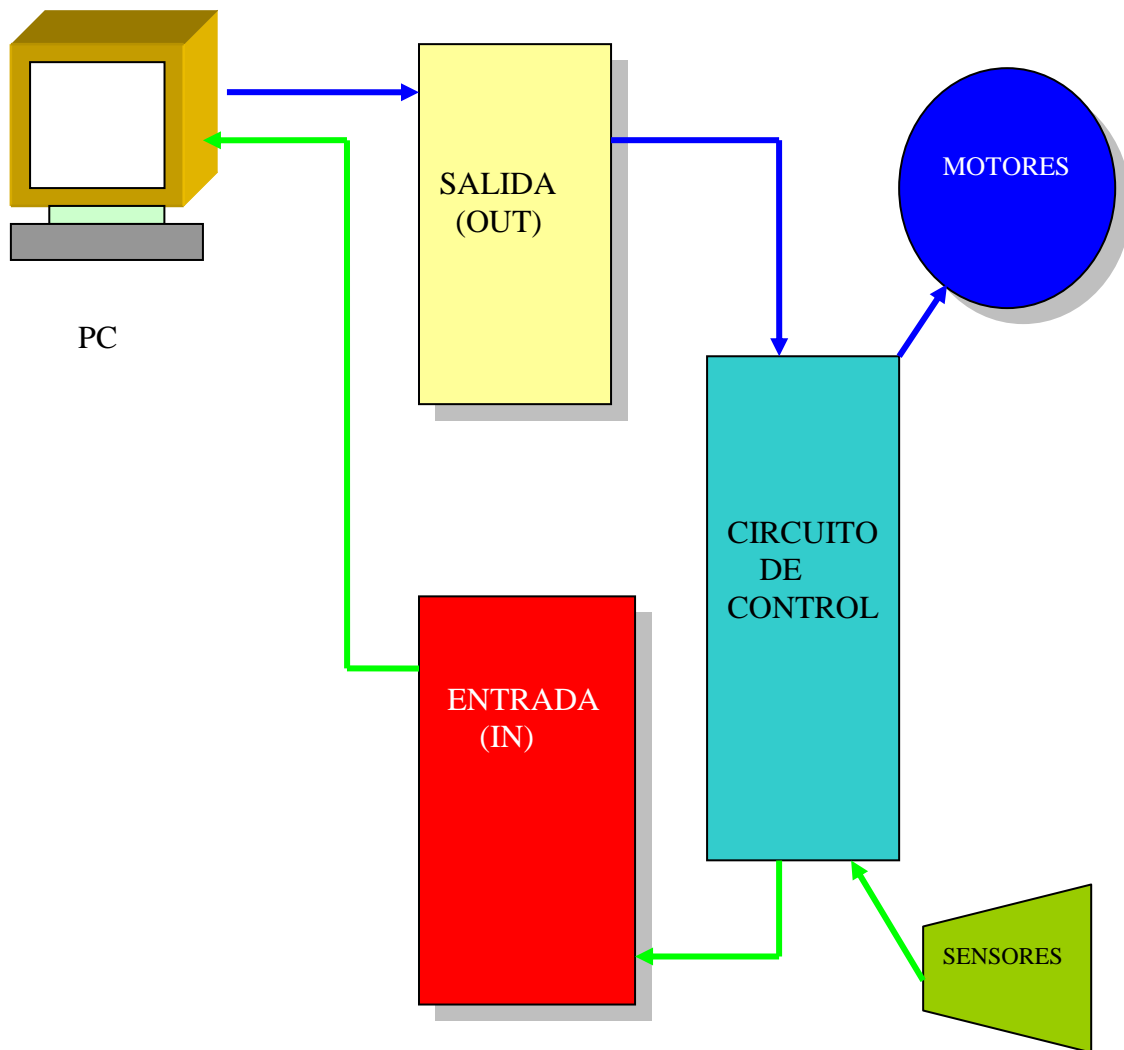 SALIDA
(OUT)
MOTORES
PC
CIRCUITO
DE
CONTROL
ENTRADA
(IN)
SENSORES